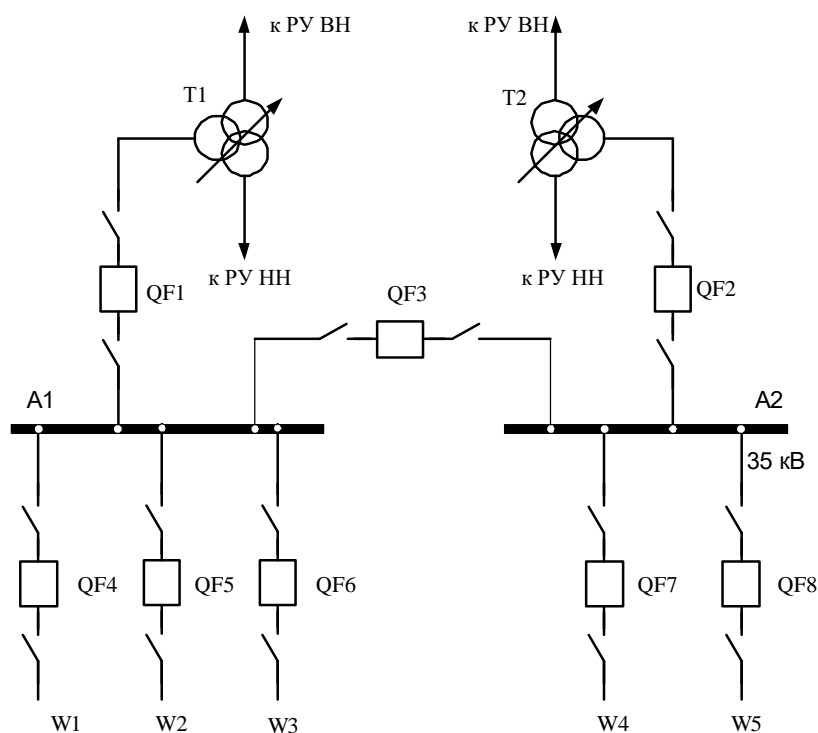 к РУ ВН
к РУ ВН
T1
T2
к РУ НН
к РУ НН
QF1
QF3
QF2
A1
A2
35 кВ
QF4
QF5
QF6
QF7
QF8
W1
W2
W3
W4
W5